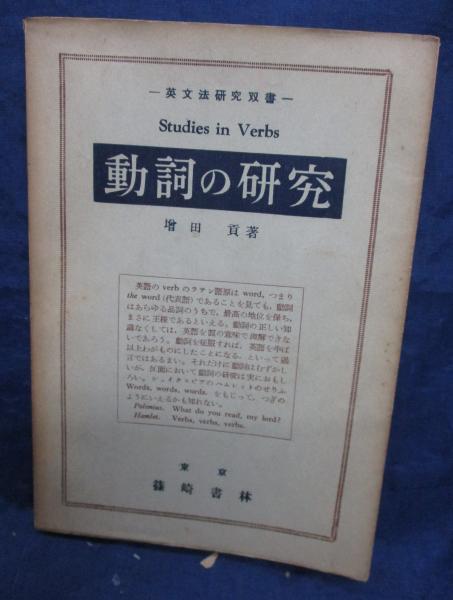 ―英文法研究双書―
Studies in Verbs
動詞の研究
増田 貢著
英語の verb のラテン語原は word, つまり
the word (代表語) であることを見ても, 動詞
はあらゆる品詞のうちで, 最高の地位を保ち,
まさに王様であるといえる。動詞の正しい知
識なくしては, 英語を真の意味で理解できな
いであろう。動詞を征服すれば, 英語を半ば
以上わがものにしたことになる, といって過
言ではあるまい。それだけに動詞はむずかし
いが, 反面において動詞の研究は実におもし
ろい。シェイクスピアのハムレットのせりふ
Words, words, words. をもじって, つぎの
ようにいえるかも知れない。
Polonius. What do you read, my lord?
Hamlet. Verbs, verbs, verbs.
東京
篠崎書林